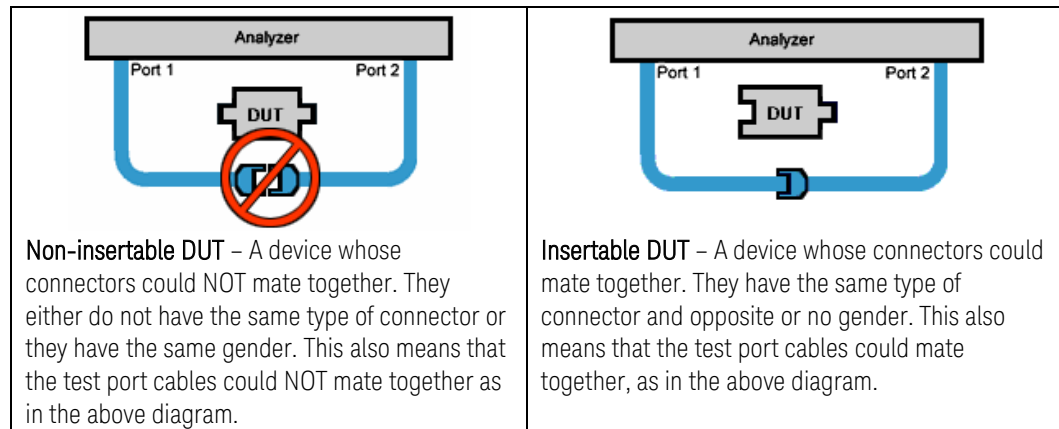 Analyzer
Port 1
Port 2
DUT
Non-insertable DUT – A device whose
connectors could NOT mate together. They
either do not have the same type of connector or
they have the same gender. This also means that
the test port cables could NOT mate together as
in the above diagram.
Analyzer
Port 1
Port 2
DUT
Insertable DUT – A device whose connectors could
mate together. They have the same type of
connector and opposite or no gender. This also
means that the test port cables could mate
together, as in the above diagram.